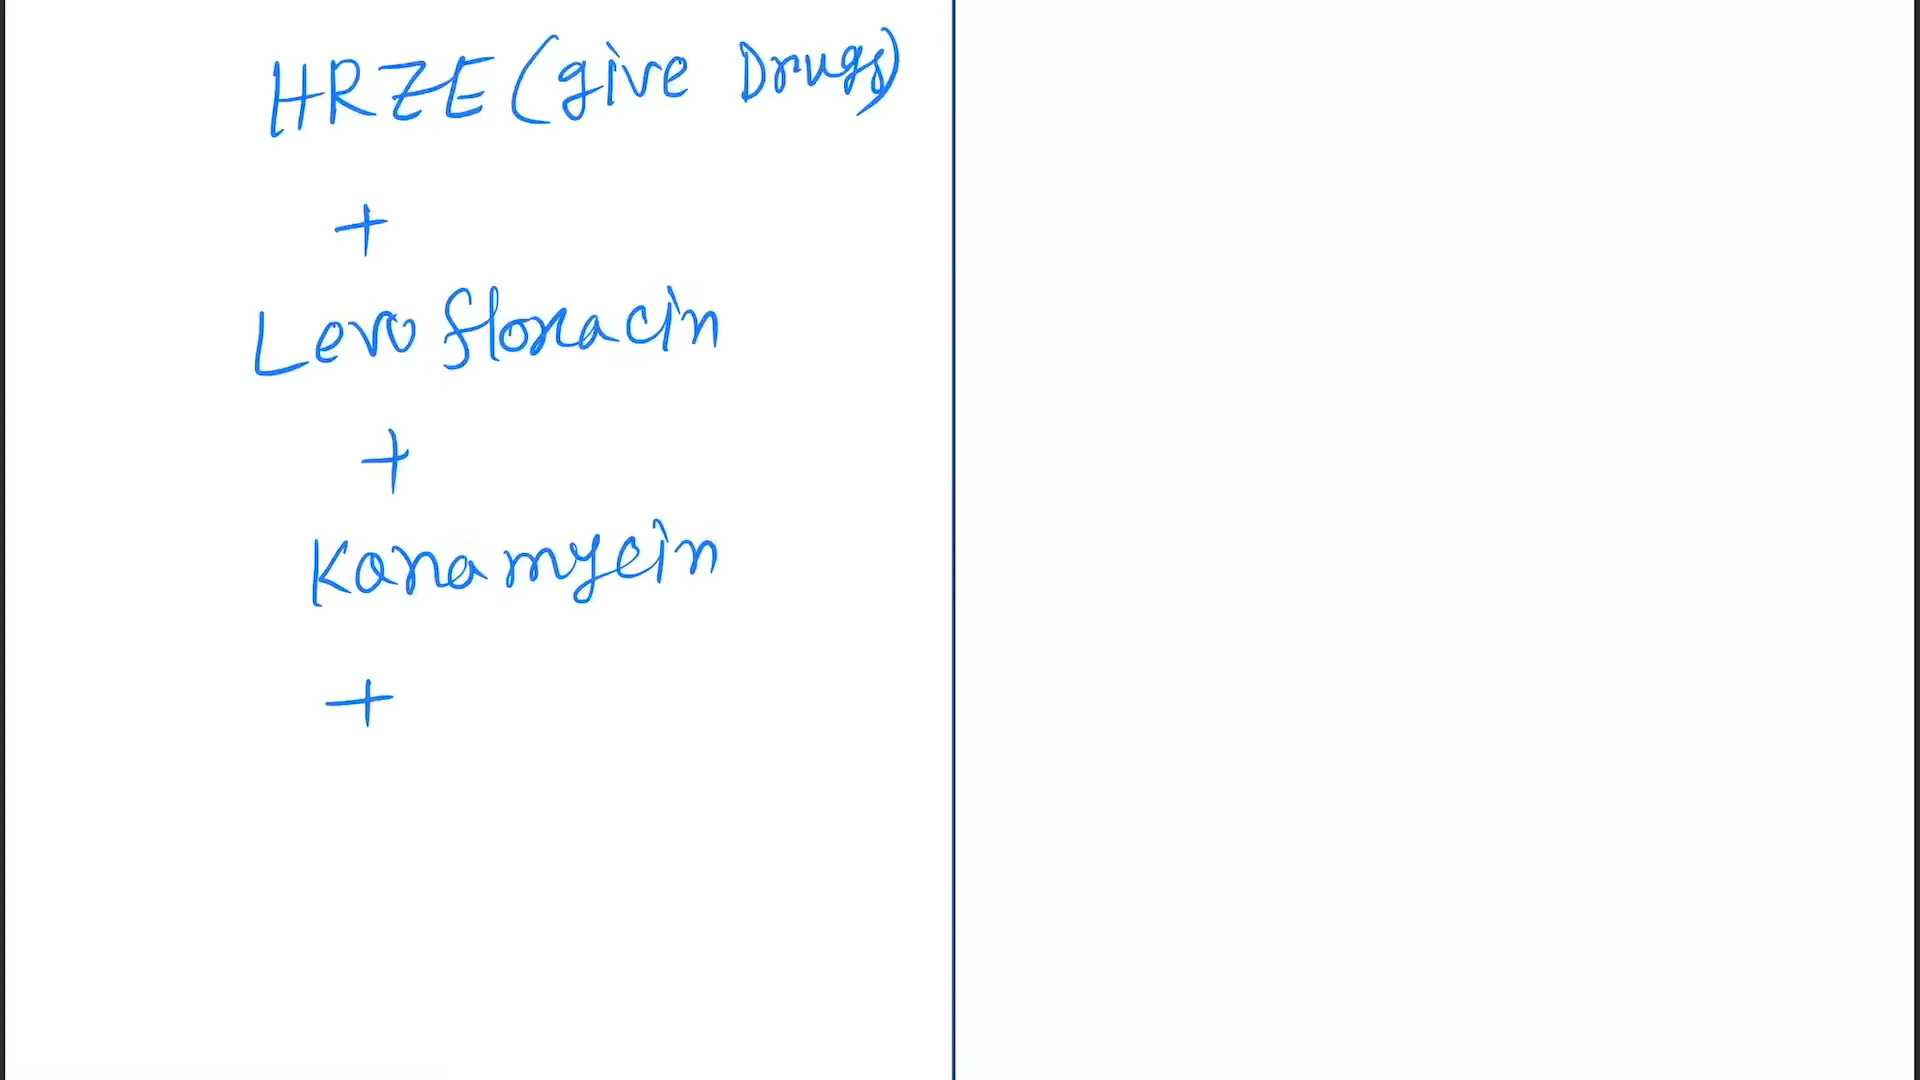 HRZE (give Drugs)
+
Levofloxacin
+
Kanamycin
+